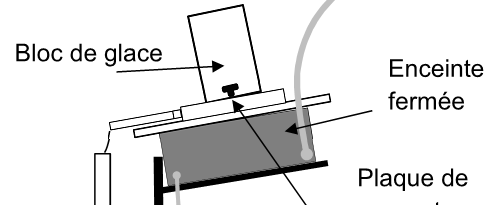 Bloc de glace
Enceinte
fermée
Plaque de